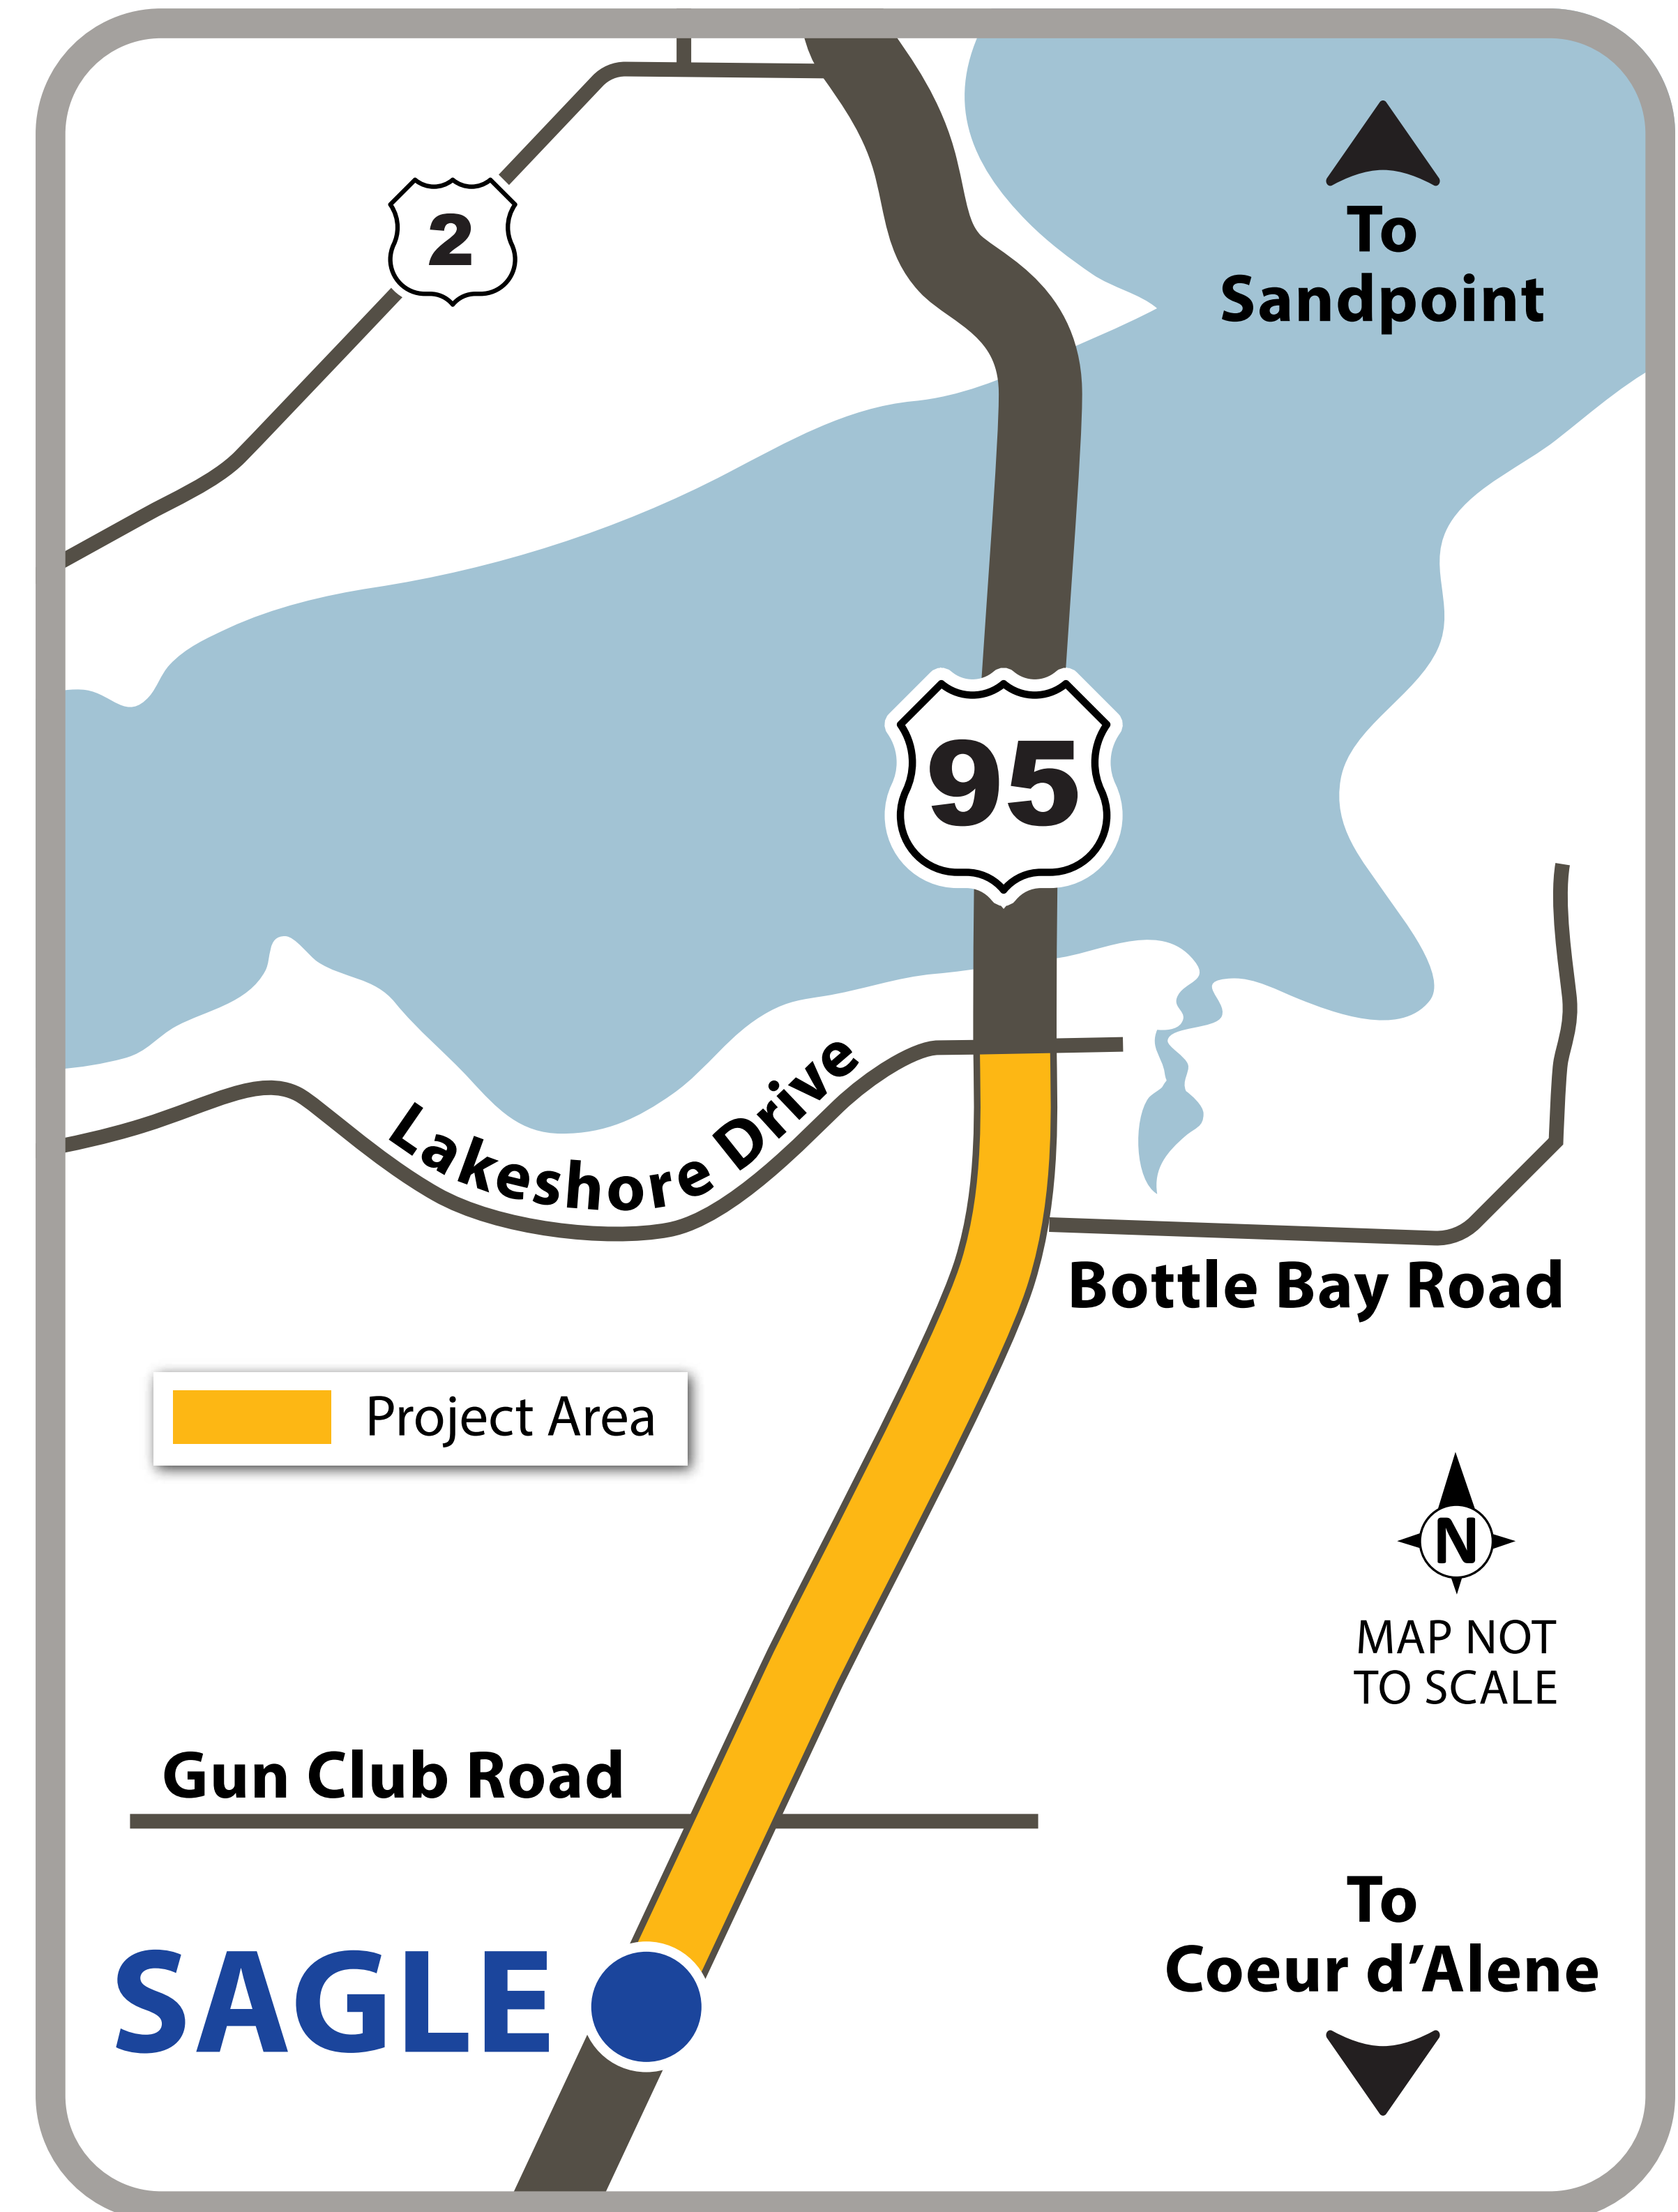 To
Sandpoint
2
95
Lakeshore Drive
Bottle Bay Road
Project Area
N
MAP NOT
TO SCALE
Gun Club Road
To
Coeur d’Alene
SAGLE